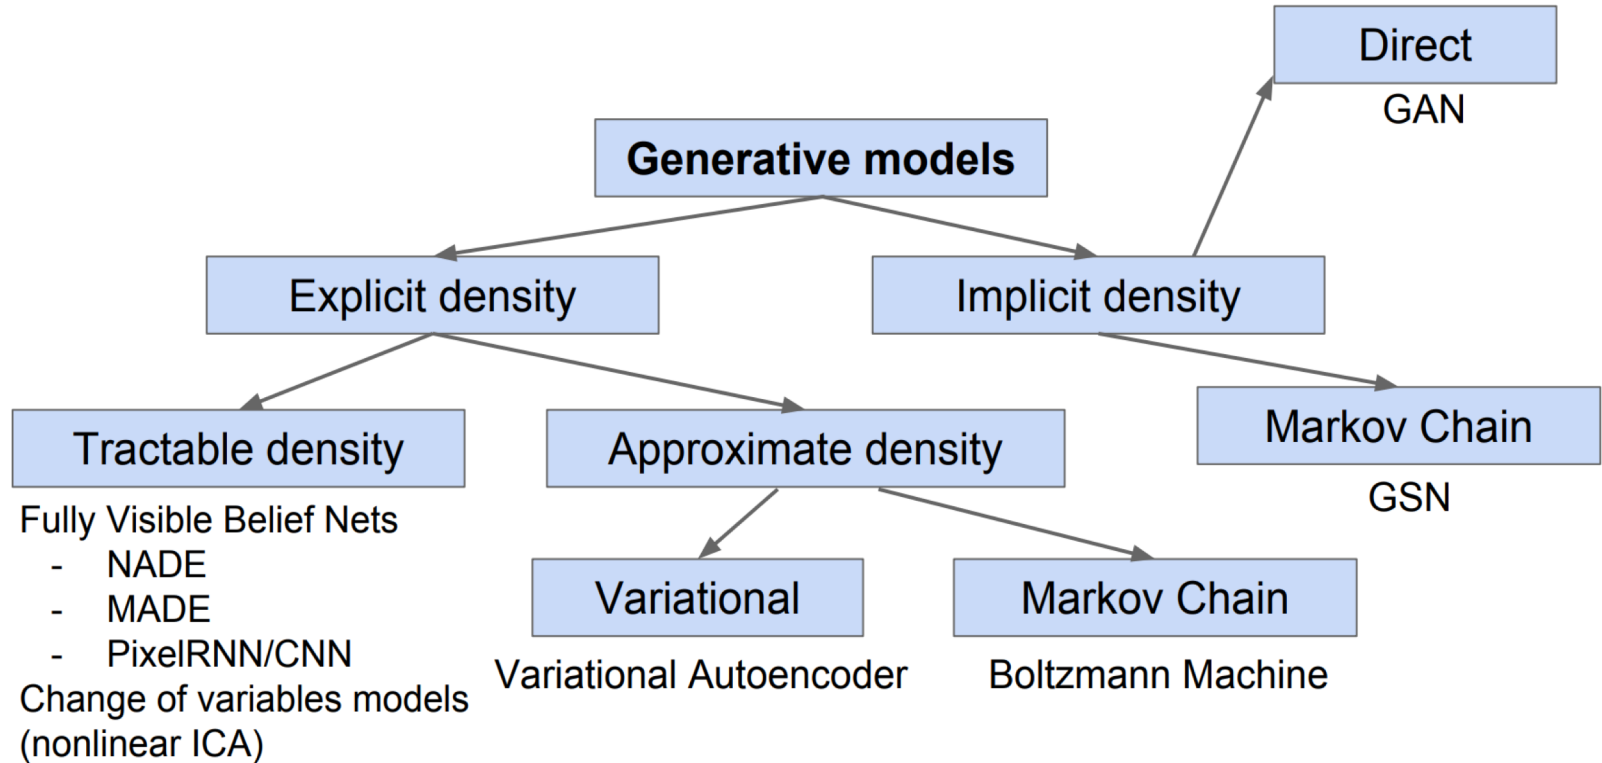 Direct
GAN
Generative models
Explicit density
Implicit density
Tractable density
Approximate density
Markov Chain
GSN
Fully Visible Belief Nets
- NADE
- MADE
- PixelRNN/CNN
Change of variables models
(nonlinear ICA)
Variational
Markov Chain
Variational Autoencoder
Boltzmann Machine